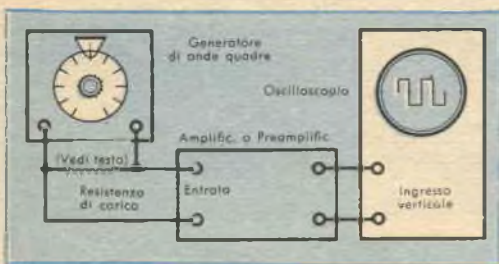 Generatore
di onde quadre
Oscilloscopio
(Vedi testo)
Amplific. o Preamplific.
Resistenza
di carico
Entrata
Ingresso
verticale